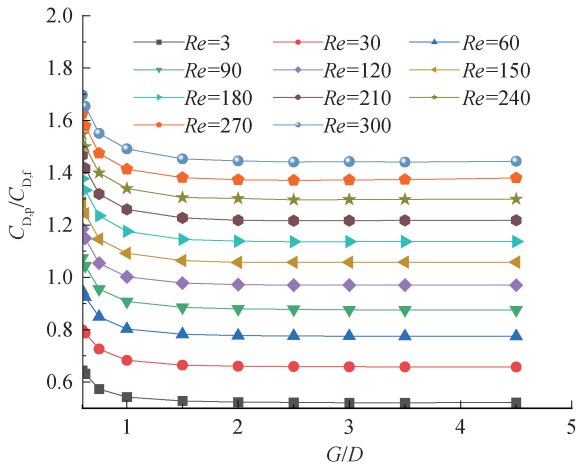 2.0
Re=3 Re=30 Re=60
1.8
Re=90 Re=120 Re=150
Re=180 Re=210 Re=240
1.6
Re=270 Re=300
1.4
1.2
1.0
0.8
0.6
C_D,p/C_D,f
1 2 3 4 5
G/D